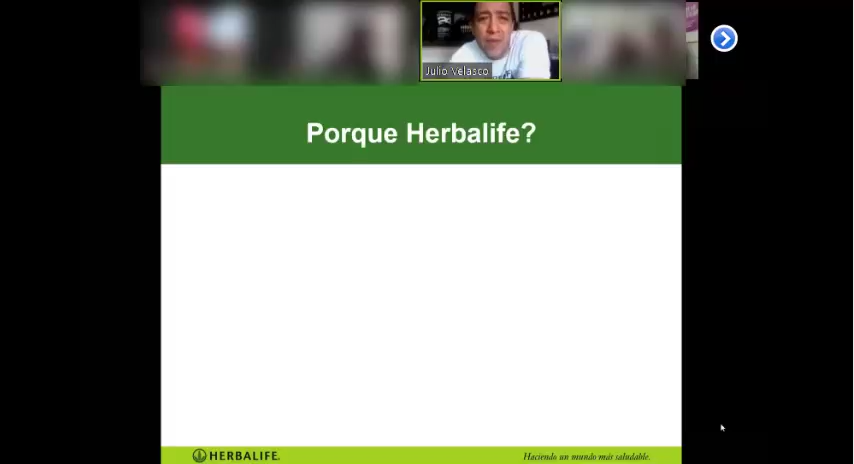 Julio Velasco
Porque Herbalife?
HERBALIFE.
Haciendo un mundo más saludable.